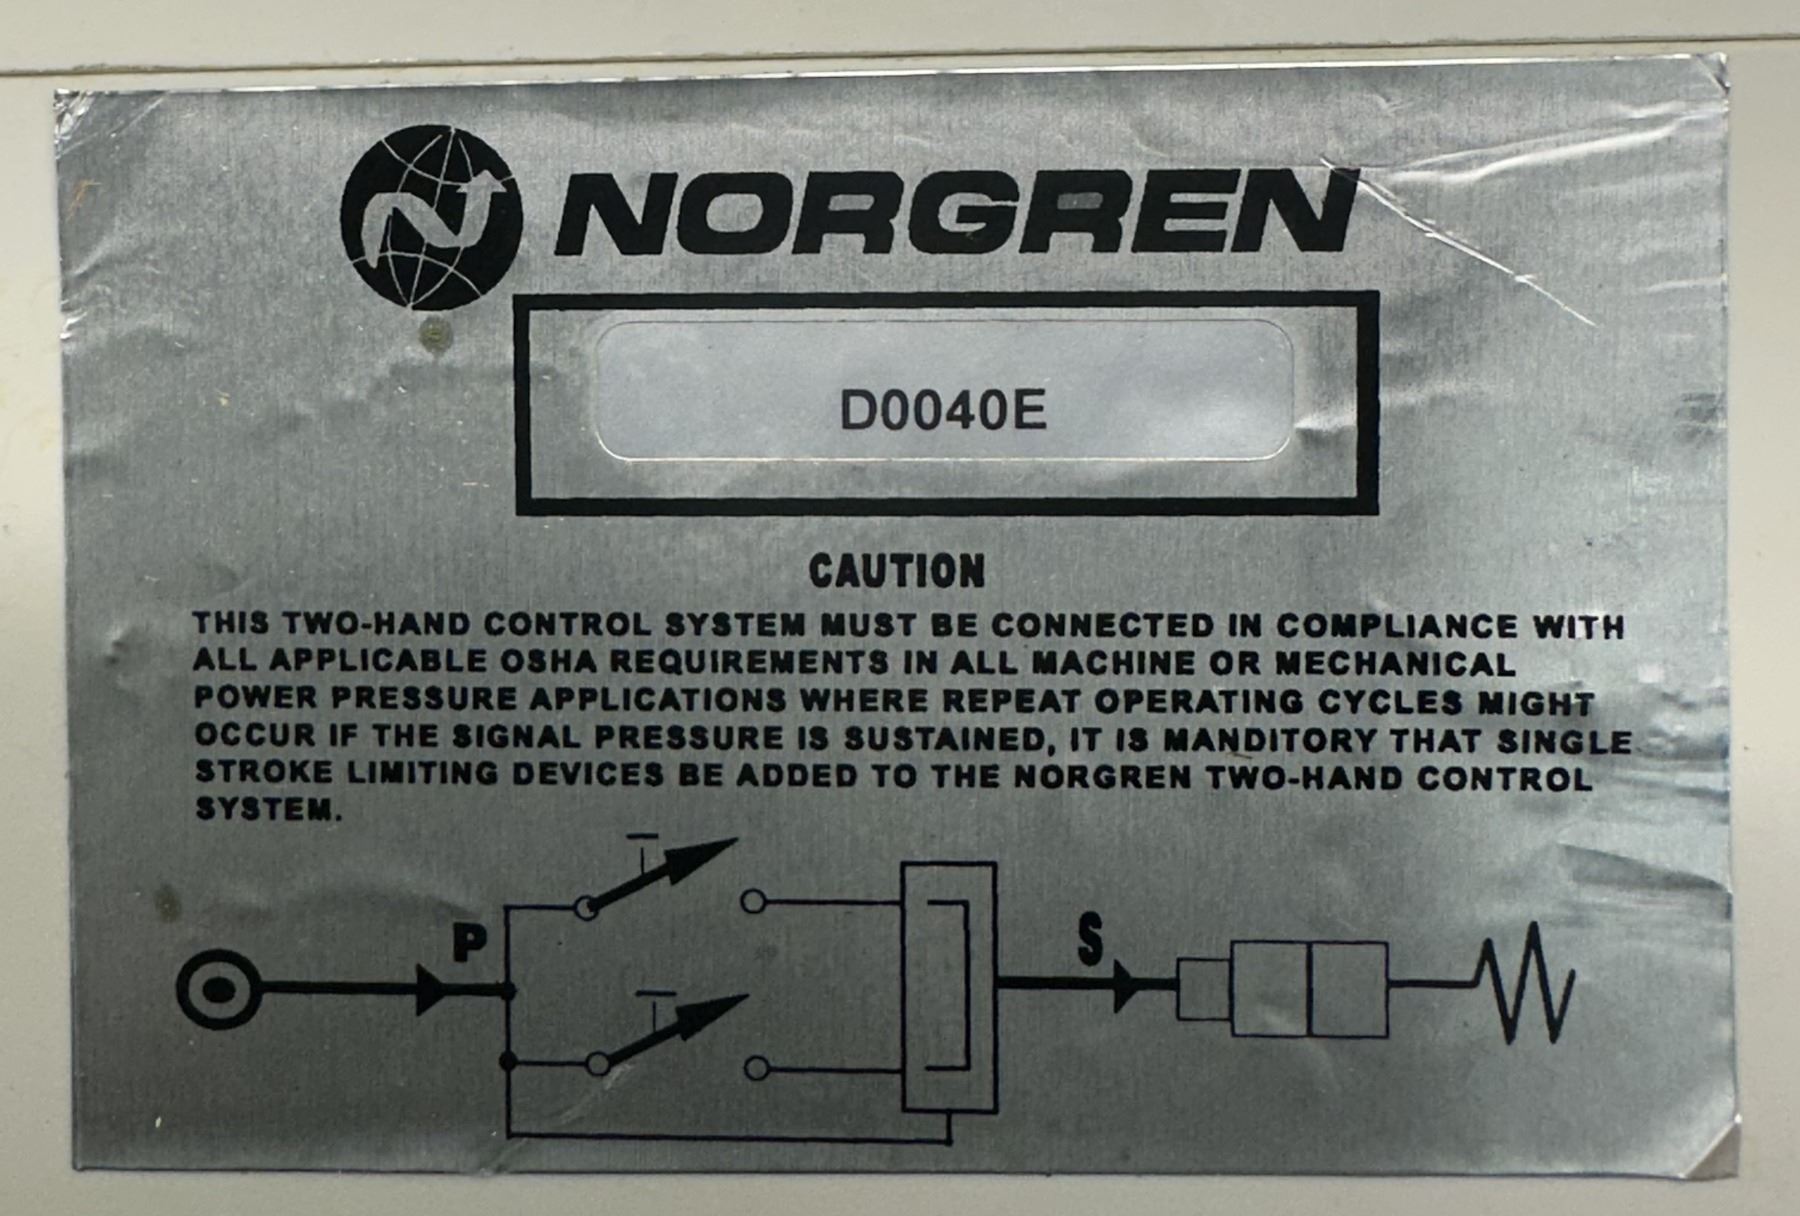 NORGREN
D0040E
CAUTION
THIS TWO-HAND CONTROL SYSTEM MUST BE CONNECTED IN COMPLIANCE WITH
ALL APPLICABLE OSHA REQUIREMENTS IN ALL MACHINE OR MECHANICAL
POWER PRESSURE APPLICATIONS WHERE REPEAT OPERATING CYCLES MIGHT
OCCUR IF THE SIGNAL PRESSURE IS SUSTAINED, IT IS MANDITORY THAT SINGLE
STROKE LIMITING DEVICES BE ADDED TO THE NORGREN TWO-HAND CONTROL
SYSTEM.
P
S